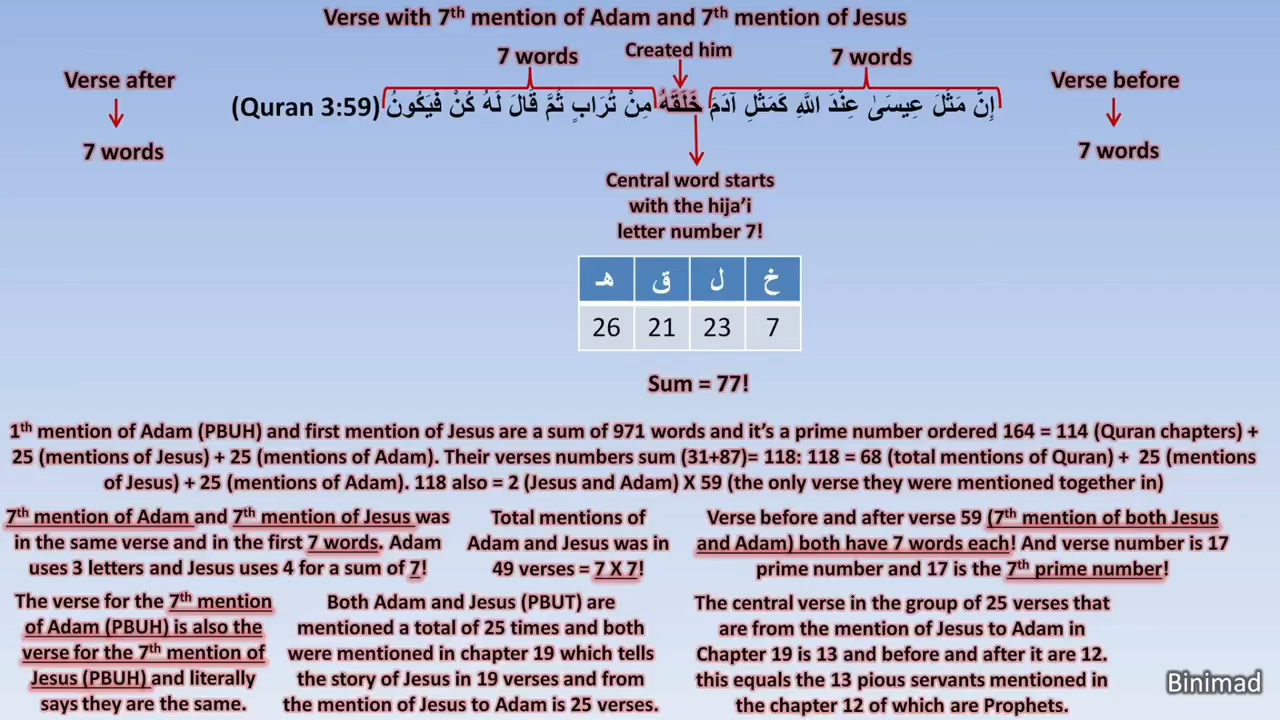 Verse with 7th mention of Adam and 7th mention of Jesus
7 words
Created him
7 words
Verse after
Verse before
إِنَّ مَثَلَ عِيسَىٰ عِنْدَ اللَّهِ كَمَثَلِ آدَمَ خَلَقَهُ مِنْ تُرَابٍ ثُمَّ قَالَ لَهُ كُنْ فَيَكُونُ (Quran 3:59)
7 words
7 words
Central word starts
with the hija’i
letter number 7!
هـ ق ل خ
26 21 23 7
Sum = 77!
1th mention of Adam (PBUH) and first mention of Jesus are a sum of 971 words and it’s a prime number ordered 164 = 114 (Quran chapters) +
25 (mentions of Jesus) + 25 (mentions of Adam). Their verses numbers sum (31+87)= 118: 118 = 68 (total mentions of Quran) + 25 (mentions
of Jesus) + 25 (mentions of Adam). 118 also = 2 (Jesus and Adam) X 59 (the only verse they were mentioned together in)
7th mention of Adam and 7th mention of Jesus was
in the same verse and in the first 7 words. Adam
uses 3 letters and Jesus uses 4 for a sum of 7!
Total mentions of
Adam and Jesus was in
49 verses = 7 X 7!
Verse before and after verse 59 (7th mention of both Jesus
and Adam) both have 7 words each! And verse number is 17
prime number and 17 is the 7th prime number!
The verse for the 7th mention
of Adam (PBUH) is also the
verse for the 7th mention of
Jesus (PBUH) and literally
says they are the same.
Both Adam and Jesus (PBUT) are
mentioned a total of 25 times and both
were mentioned in chapter 19 which tells
the story of Jesus in 19 verses and from
the mention of Jesus to Adam is 25 verses.
The central verse in the group of 25 verses that
are from the mention of Jesus to Adam in
Chapter 19 is 13 and before and after it are 12.
this equals the 13 pious servants mentioned in
the chapter 12 of which are Prophets.
Binimad